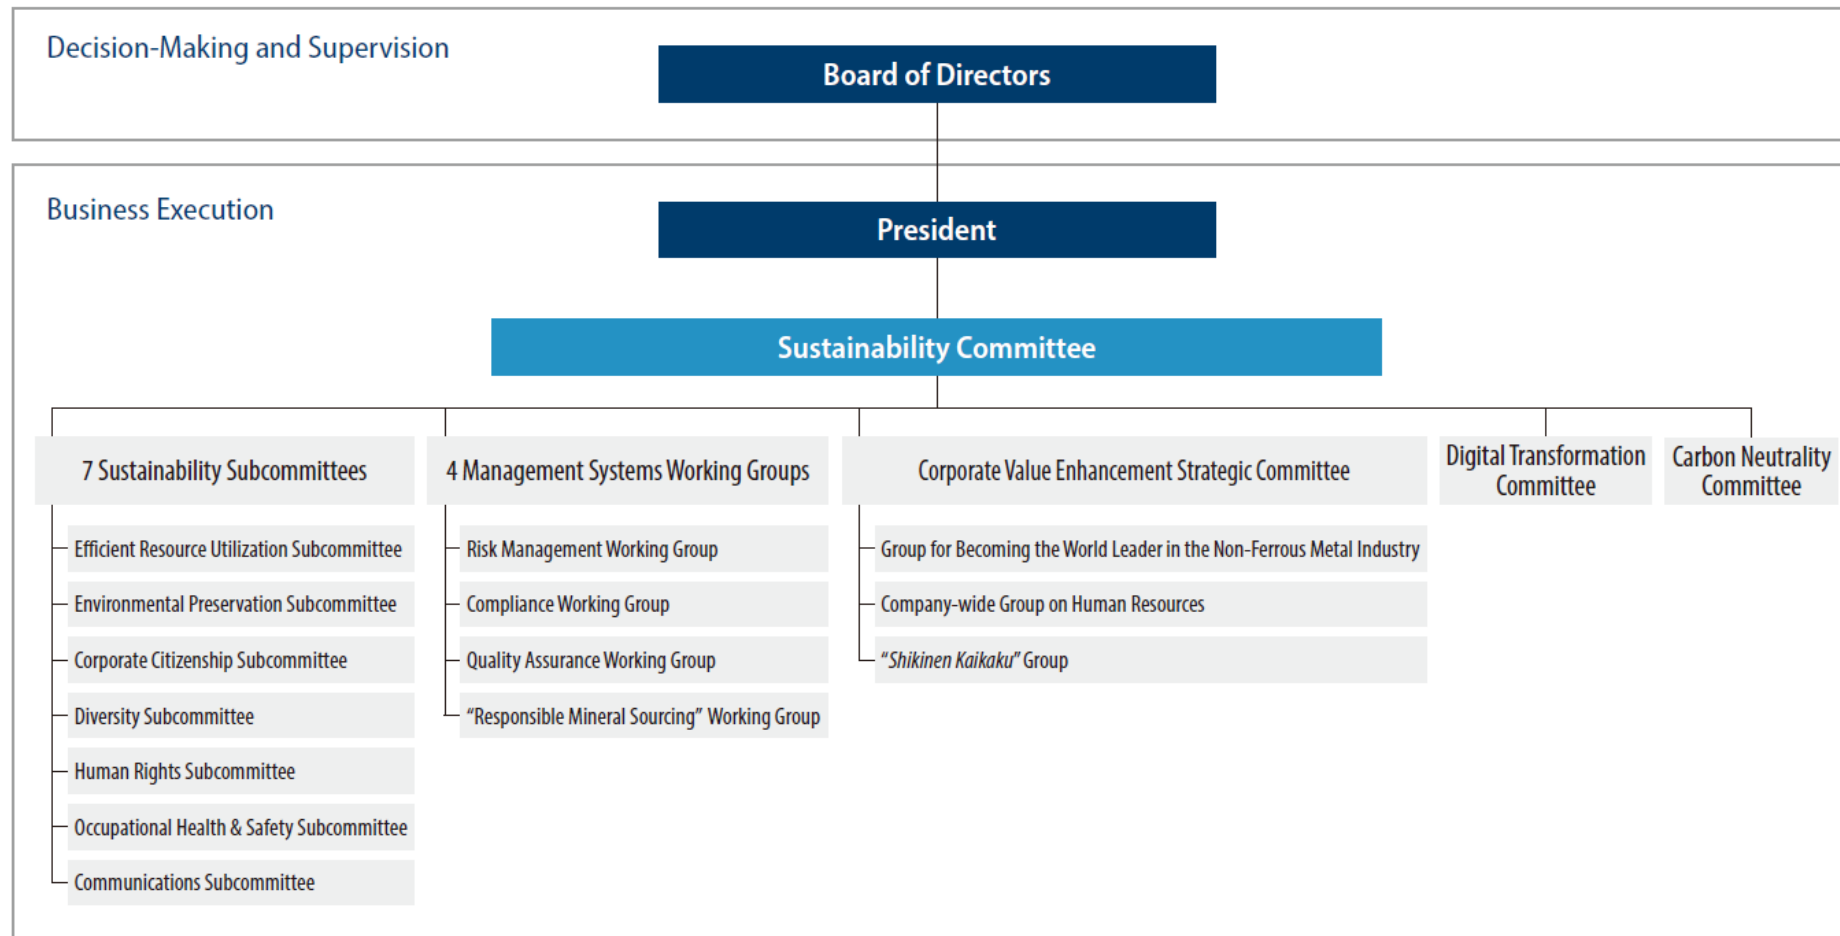 Decision-Making and Supervision
Board of Directors
Business Execution
President
Sustainability Committee
7 Sustainability Subcommittees
Efficient Resource Utilization Subcommittee
Environmental Preservation Subcommittee
Corporate Citizenship Subcommittee
Diversity Subcommittee
Human Rights Subcommittee
Occupational Health & Safety Subcommittee
Communications Subcommittee
4 Management Systems Working Groups
Risk Management Working Group
Compliance Working Group
Quality Assurance Working Group
“Responsible Mineral Sourcing” Working Group
Corporate Value Enhancement Strategic Committee
Group for Becoming the World Leader in the Non-Ferrous Metal Industry
Company-wide Group on Human Resources
“Shikinen Kaikaku” Group
Digital Transformation
Committee
Carbon Neutrality
Committee